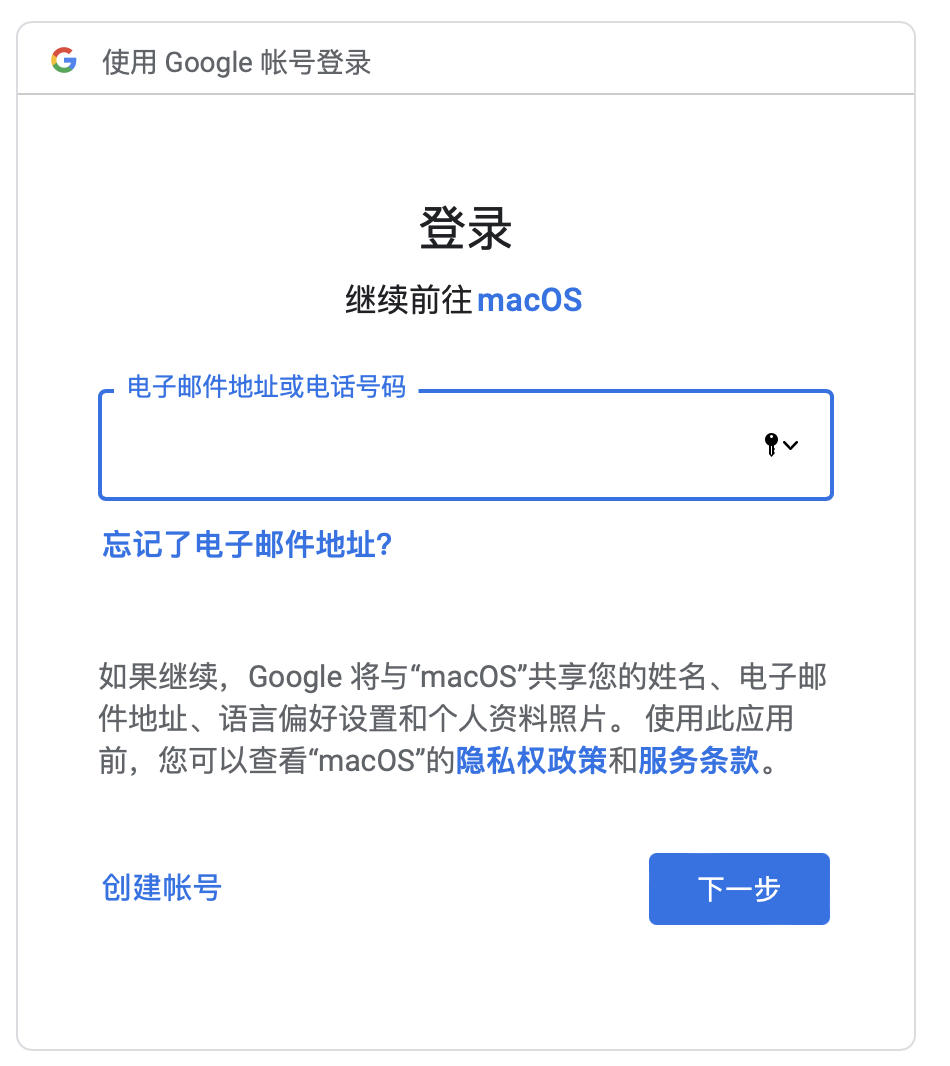 使用 Google 帐号登录
登录
继续前往macOS
电子邮件地址或电话号码
忘记了电子邮件地址?
如果继续，Google 将与“macOS”共享您的姓名、电子邮
件地址、语言偏好设置和个人资料照片。 使用此应用
前，您可以查看“macOS”的隐私权政策和服务条款。
创建帐号
下一步